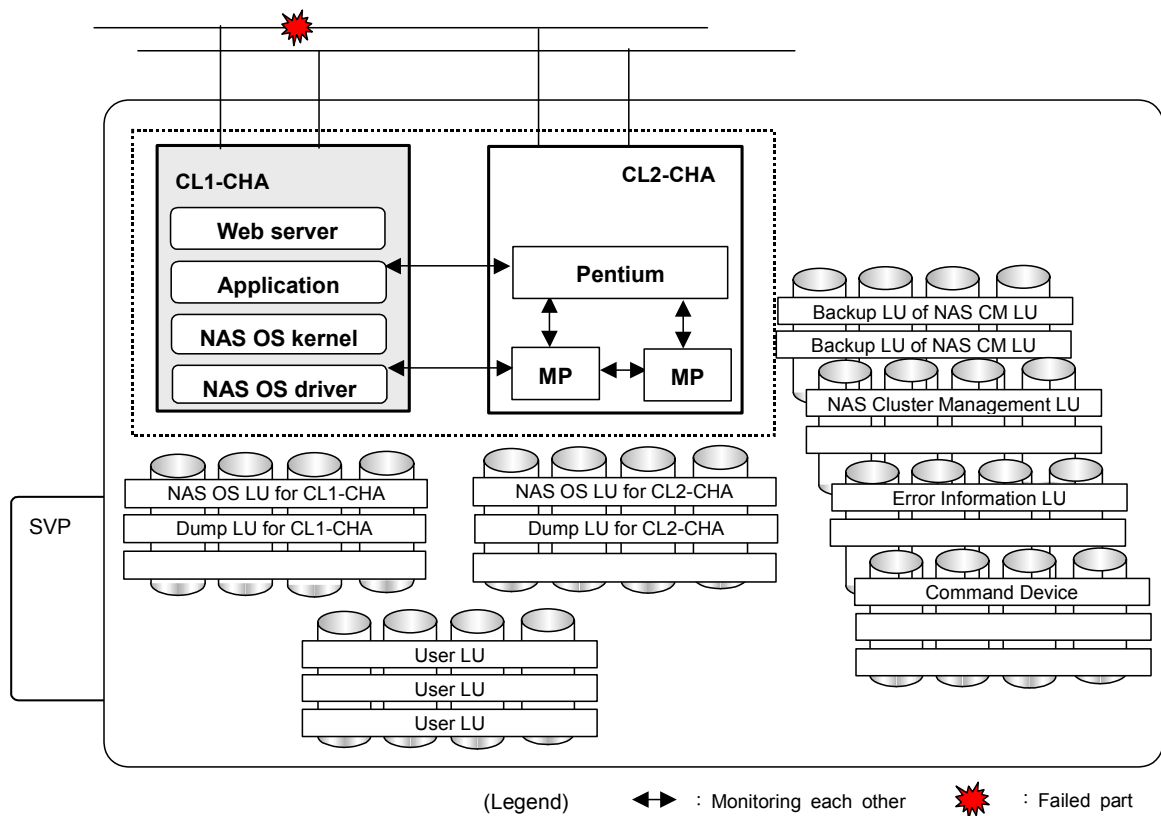 CL1-CHA
Web server
Application
NAS OS kernel
NAS OS driver
CL2-CHA
Pentium
MP
MP
Backup LU of NAS CM LU
Backup LU of NAS CM LU
NAS Cluster Management LU
Error Information LU
Command Device
NAS OS LU for CL1-CHA
Dump LU for CL1-CHA
NAS OS LU for CL2-CHA
Dump LU for CL2-CHA
SVP
User LU
User LU
User LU
(Legend) : Monitoring each other : Failed part